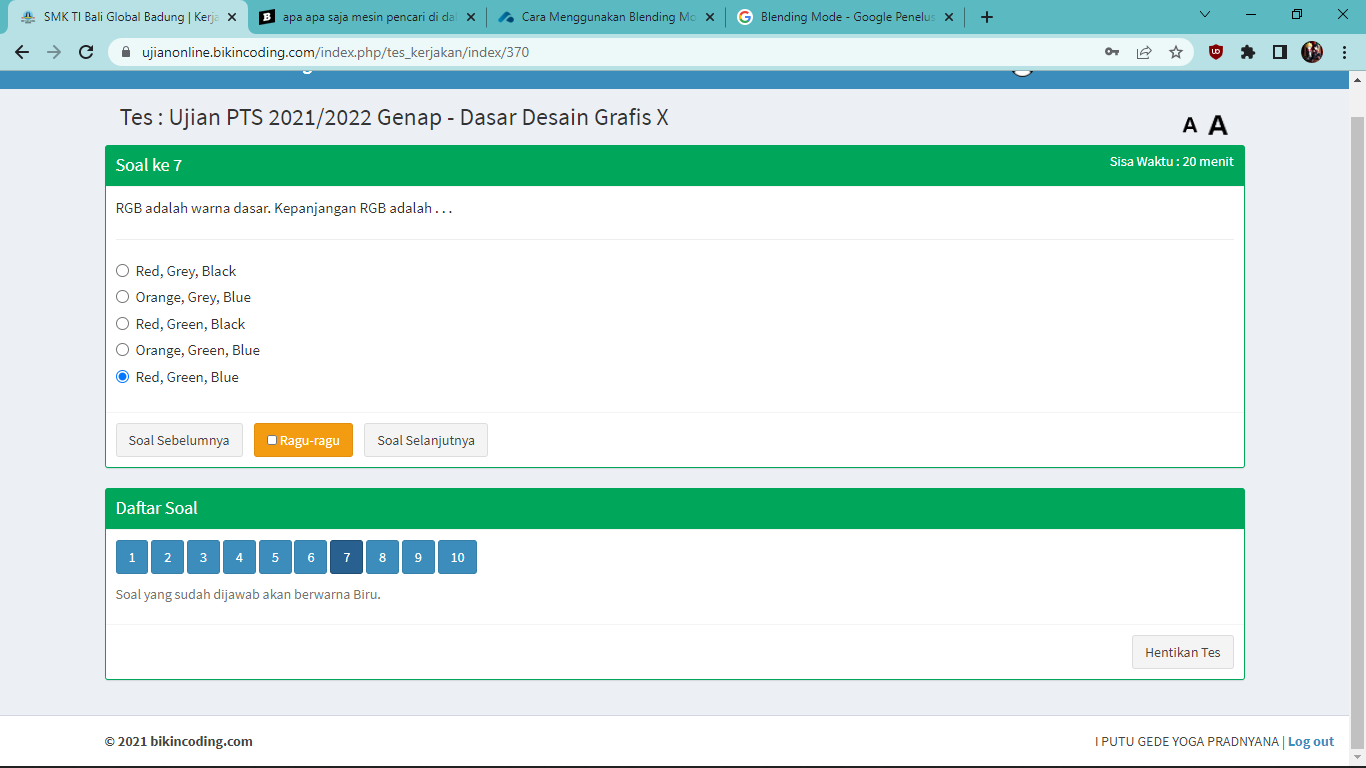 SMK TI Bali Global Badung | Kerja
apa apa saja mesin pencari di dal
Cara Menggunakan Blending Mo
Blending Mode - Google Penelus
ujianonline.bikincoding.com/index.php/tes_kerjakan/index/370
Tes : Ujian PTS 2021/2022 Genap - Dasar Desain Grafis X
A A
Soal ke 7
Sisa Waktu : 20 menit
RGB adalah warna dasar. Kepanjangan RGB adalah . . .
Red, Grey, Black
Orange, Grey, Blue
Red, Green, Black
Orange, Green, Blue
Red, Green, Blue
Soal Sebelumnya Ragu-ragu Soal Selanjutnya
Daftar Soal
1 2 3 4 5 6 7 8 9 10
Soal yang sudah dijawab akan berwarna Biru.
Hentikan Tes
© 2021 bikincoding.com
I PUTU GEDE YOGA PRADNYANA | Log out